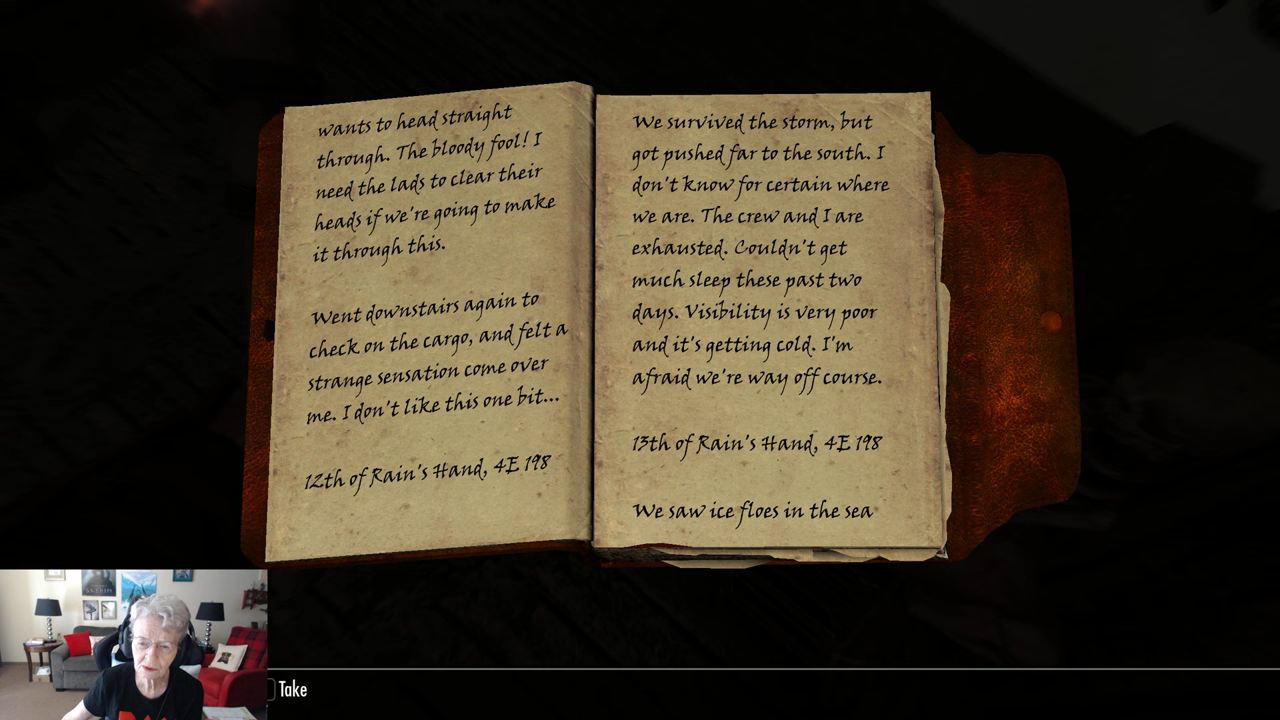 wants to head straight
through. The bloody fool! I
need the lads to clear their
heads if we're going to make
it through this.
Went downstairs again to
check on the cargo, and felt a
strange sensation come over
me. I don't like this one bit...
12th of Rain's Hand, 4E 198
We survived the storm, but
got pushed far to the south. I
don't know for certain where
we are. The crew and I are
exhausted. Couldn't get
much sleep these past two
days. Visibility is very poor
and it's getting cold. I'm
afraid we're way off course.
13th of Rain's Hand, 4E 198
We saw ice floes in the sea
SKYRIM
Take